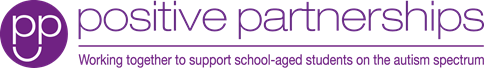 pp positive partnerships
Working together to support school-aged students on the autism spectrum